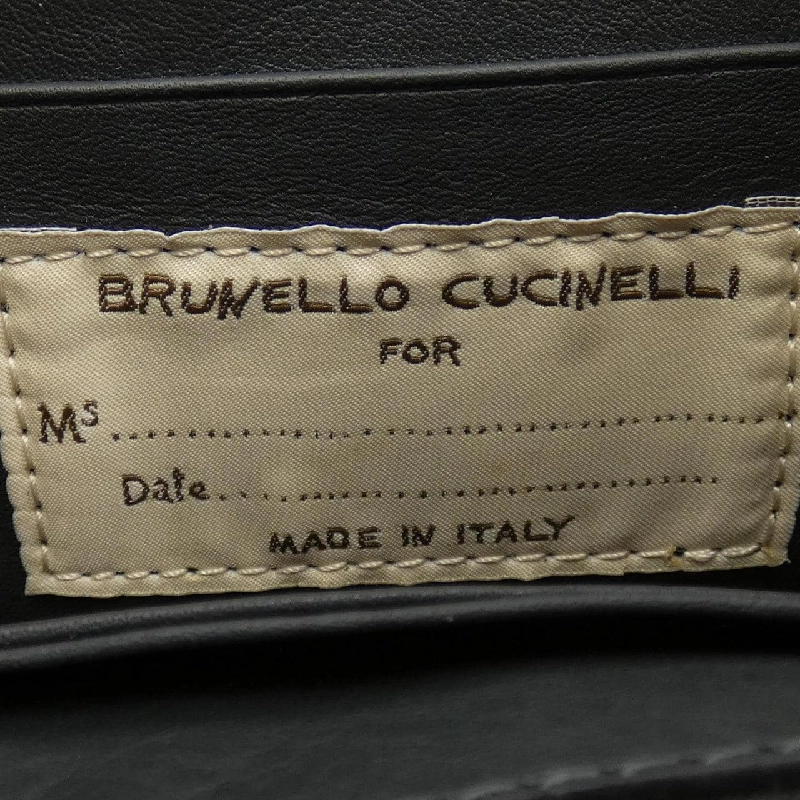 BRUNELLO CUCINELLI
FOR
Ms ........................................
Date ..............................
MADE IN ITALY